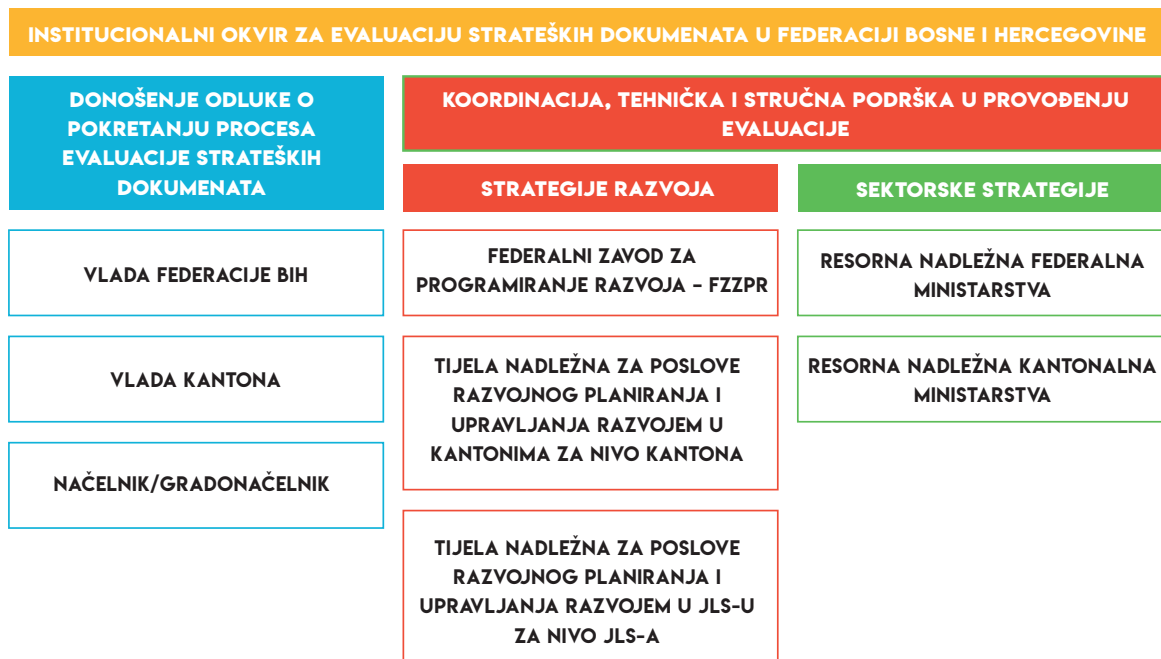 INSTITUCIONALNI OKVIR ZA EVALUACIJU STRATEŠKIH DOKUMENATA U FEDERACIJI BOSNE I HERCEGOVINE
DONOŠENJE ODLUKE O
POKRETANJU PROCESA
EVALUACIJE STRATEŠKIH
DOKUMENATA
VLADA FEDERACIJE BIH
VLADA KANTONA
NAČELNIK/GRADONAČELNIK
KOORDINACIJA, TEHNIČKA I STRUČNA PODRŠKA U PROVOĐENJU
EVALUACIJE
STRATEGIJE RAZVOJA
FEDERALNI ZAVOD ZA
PROGRAMIRANJE RAZVOJA - FZZPR
TIJELA NADLEŽNA ZA POSLOVE
RAZVOJNOG PLANIRANJA I
UPRAVLJANJA RAZVOJEM U
KANTONIMA ZA NIVO KANTONA
TIJELA NADLEŽNA ZA POSLOVE
RAZVOJNOG PLANIRANJA I
UPRAVLJANJA RAZVOJEM U JLS-U
ZA NIVO JLS-A
SEKTORSKE STRATEGIJE
RESORNA NADLEŽNA FEDERALNA
MINISTARSTVA
RESORNA NADLEŽNA KANTONALNA
MINISTARSTVA